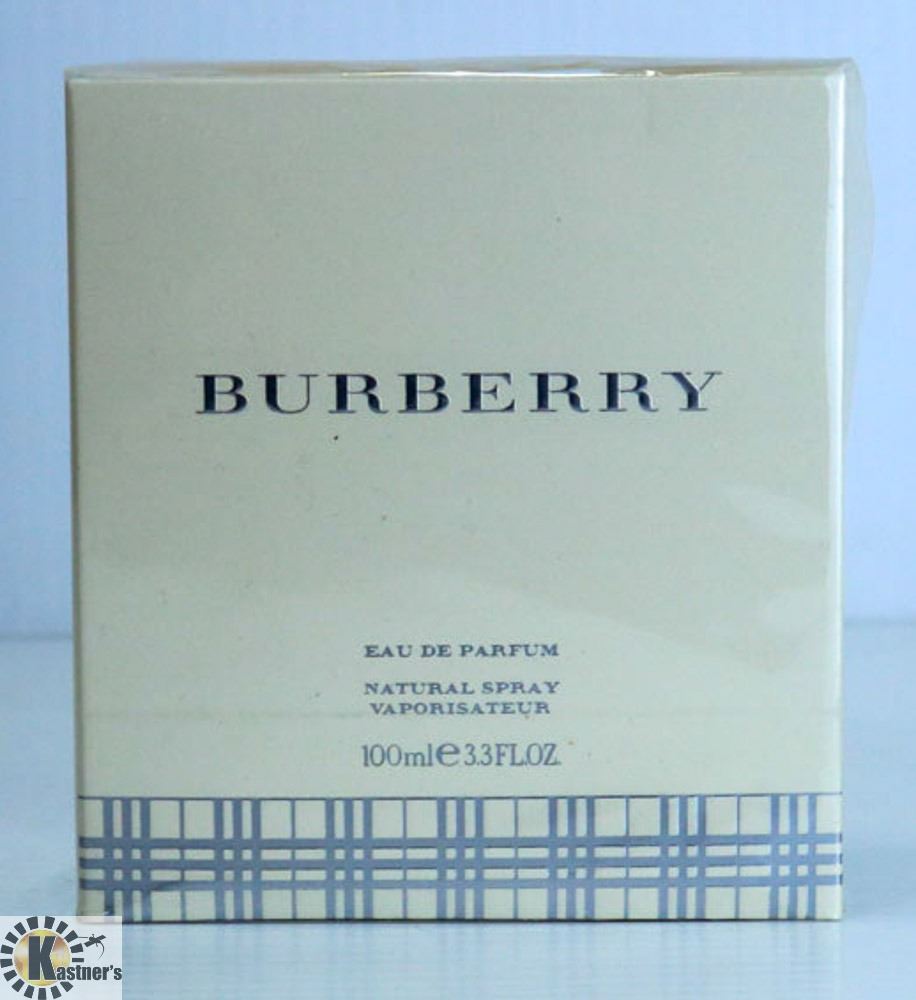 BURBERRY
EAU DE PARFUM
NATURAL SPRAY
VAPORISATEUR
100ml e 3.3FL.OZ.
Kastner's